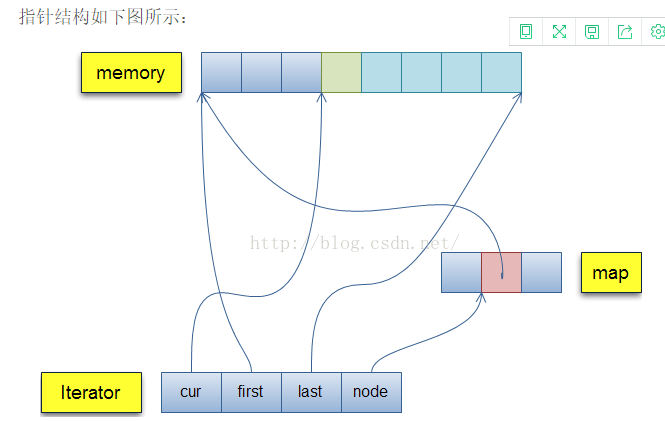 指针结构如下图所示：
memory
http://blog.csdn.net/
map
Iterator
cur
first
last
node